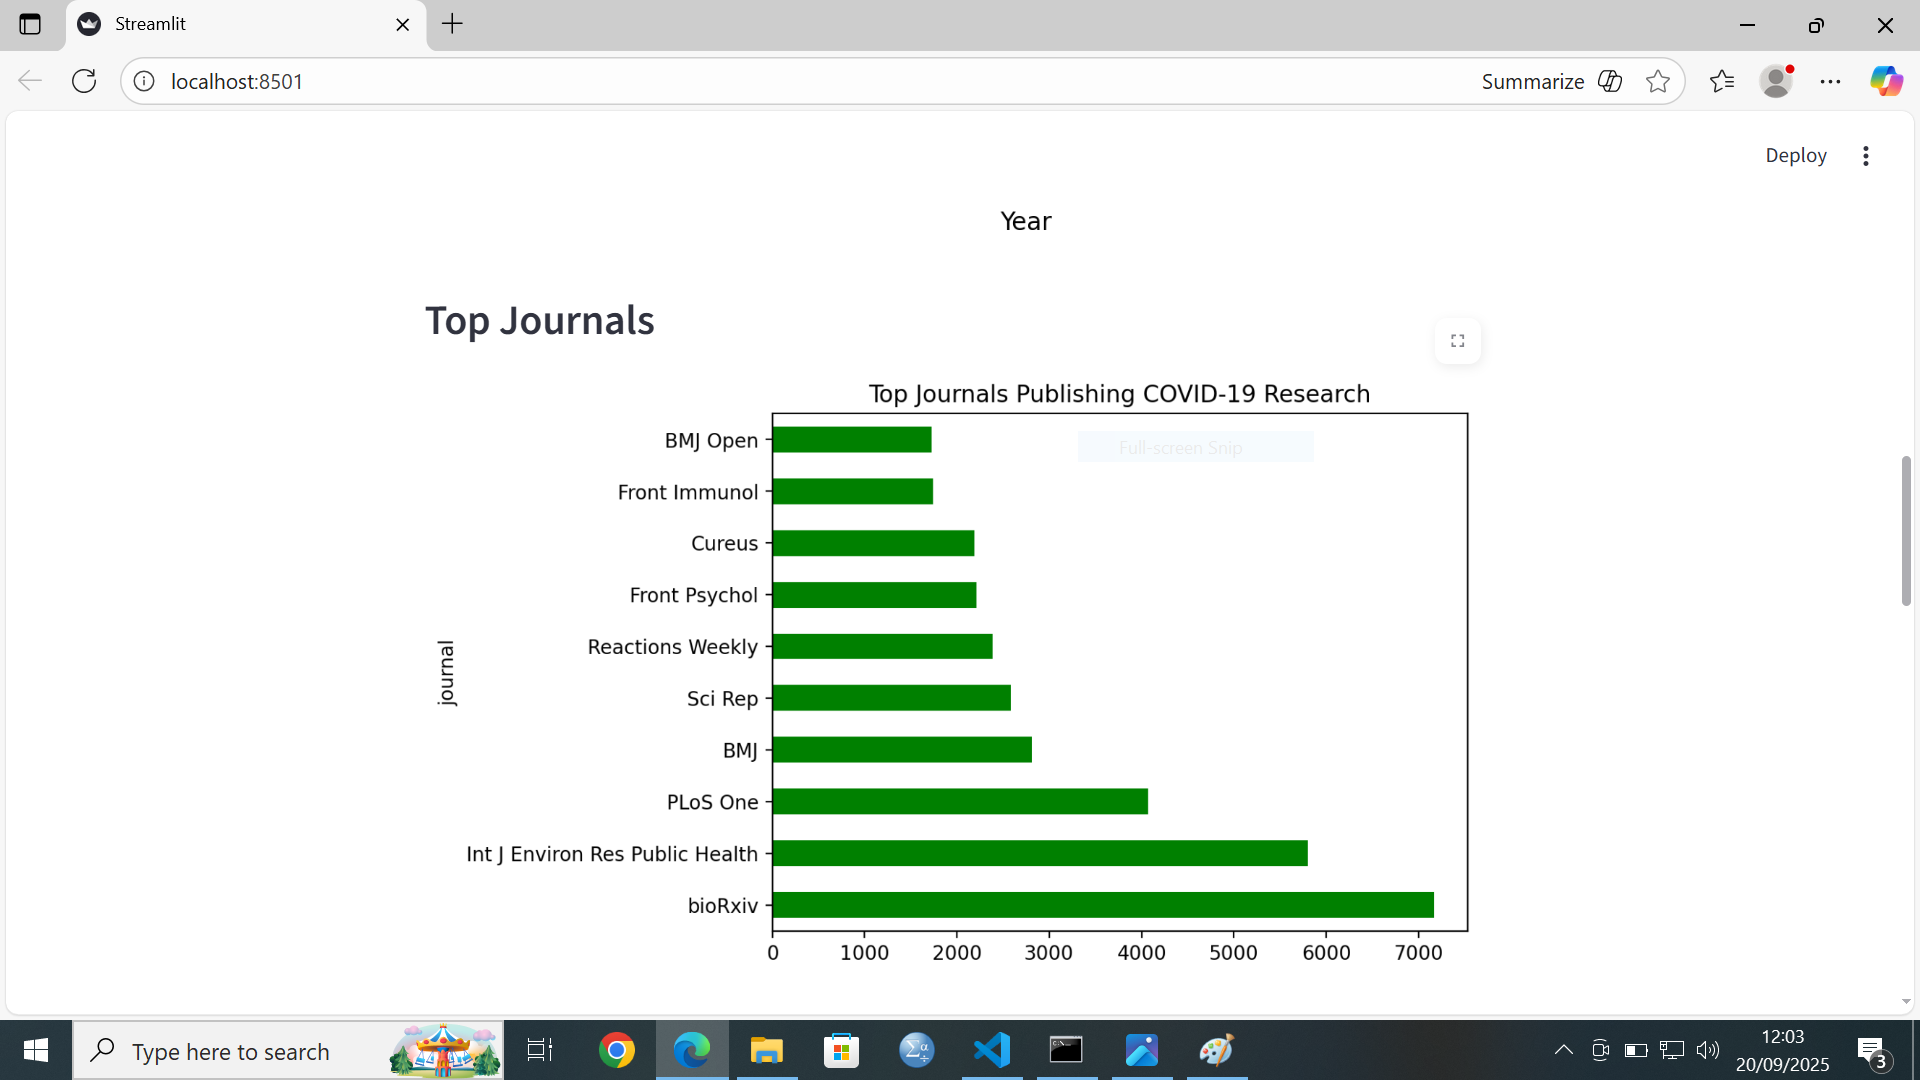 Streamlit
localhost:8501
Summarize
Deploy
Year
Top Journals
Top Journals Publishing COVID-19 Research
Full-screen Snip
BMJ Open
Front Immunol
Cureus
Front Psychol
Reactions Weekly
Sci Rep
BMJ
PLoS One
Int J Environ Res Public Health
bioRxiv
journal
0 1000 2000 3000 4000 5000 6000 7000
Type here to search
Σα
12:03
20/09/2025
3